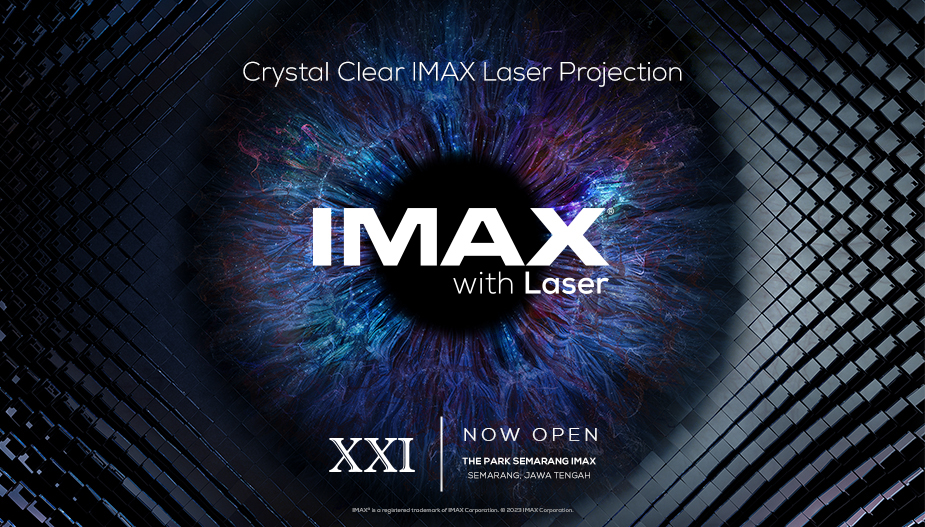 Crystal Clear IMAX Laser Projection
IMAX®
with Laser
XXI
NOW OPEN
THE PARK SEMARANG IMAX
SEMARANG, JAWA TENGAH
IMAX® is a registered trademark of IMAX Corporation. © 2023 IMAX Corporation.